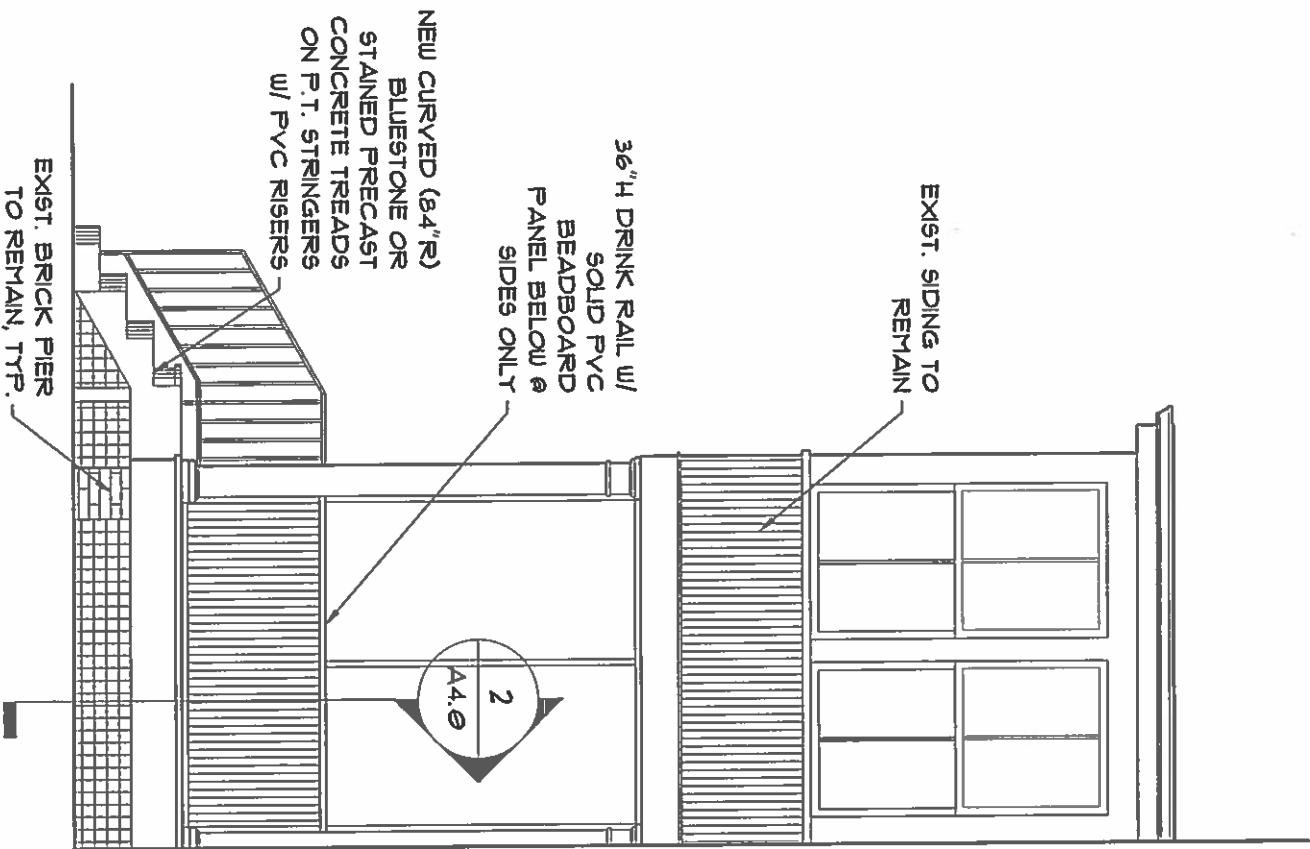 EXIST. SIDING TO
REMAIN
36"H DRINK RAIL W/
SOLID PVC
BEADBOARD
PANEL BELOW @
SIDES ONLY
NEW CURVED (84"R)
BLUESTONE OR
STAINED PRECAST
CONCRETE TREADS
ON P.T. STRINGERS
W/ PVC RISERS
EXIST. BRICK PIER
TO REMAIN, TYP.
2
A4.0